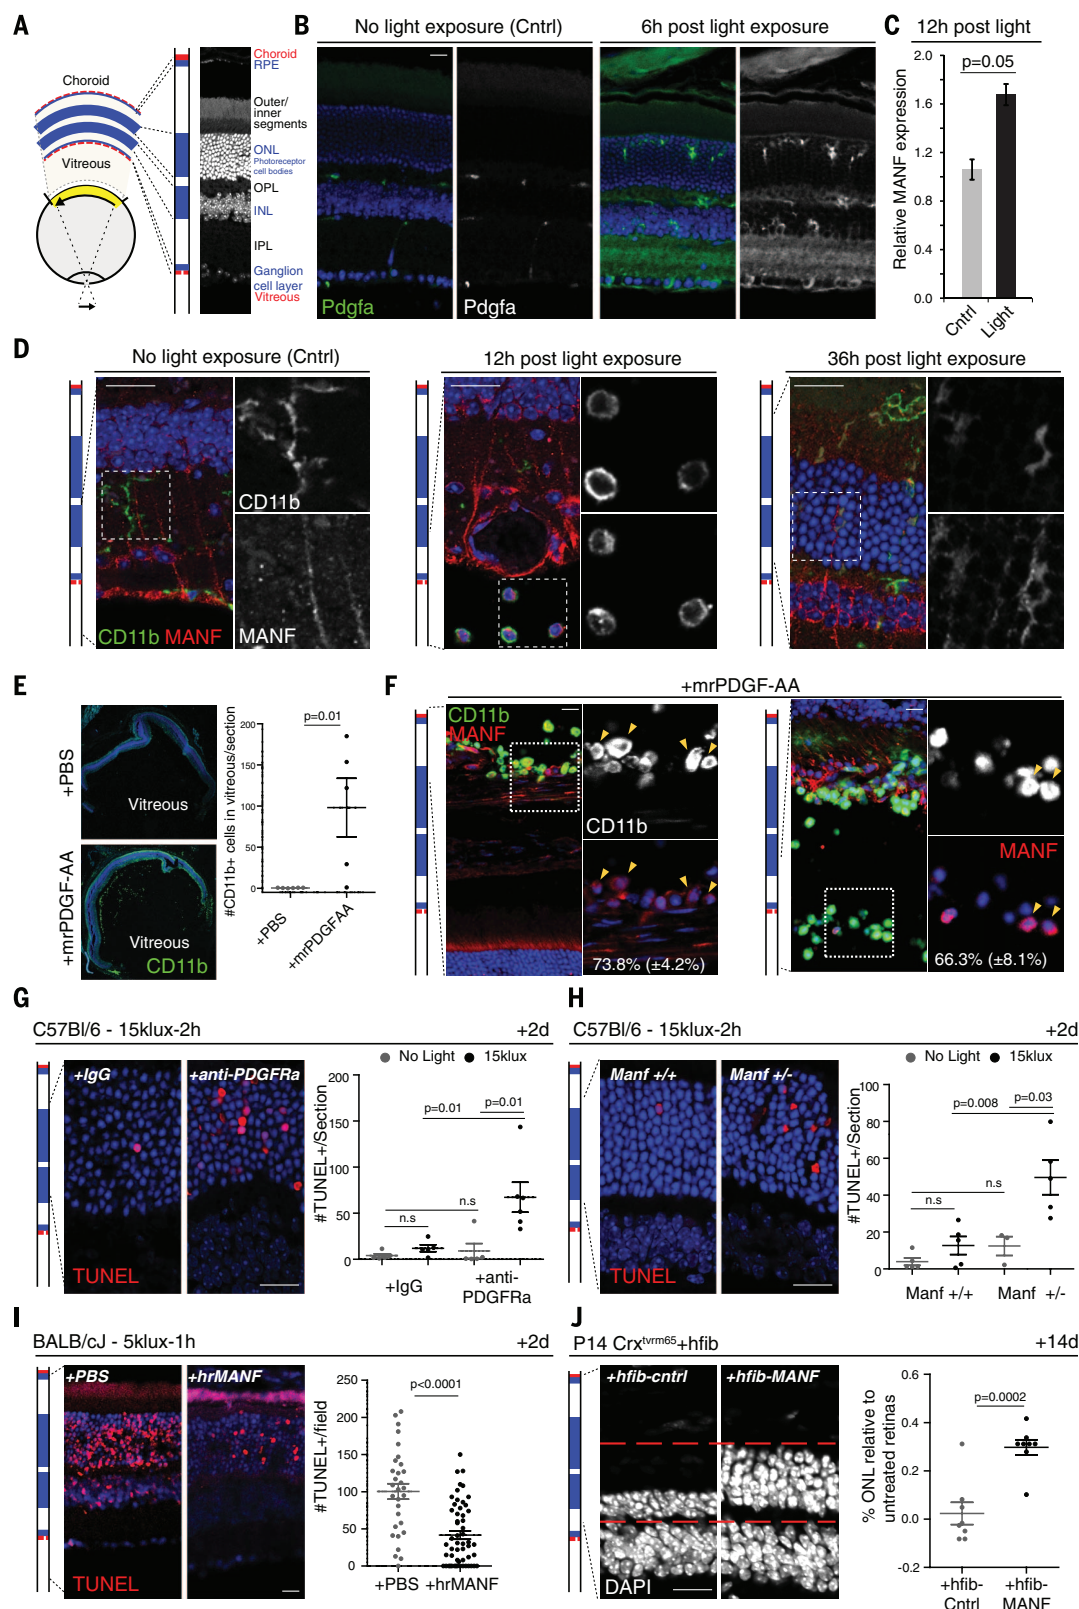 A
Choroid
Vitreous
Choroid
RPE
Outer/
inner
segments
ONL
Photoreceptor
cell bodies
OPL
INL
IPL
Ganglion
cell layer
Vitreous
B
No light exposure (Cntrl)
6h post light exposure
Pdgfa
Pdgfa
C
12h post light
p=0.05
Relative MANF expression
2.0
1.6
1.2
0.8
0.4
0.0
Cntrl
Light
D
No light exposure (Cntrl)
12h post light exposure
36h post light exposure
CD11b
CD11b MANF
MANF
E
+PBS
Vitreous
+mrPDGF-AA
Vitreous
CD11b
#CD11b+ cells in vitreous/section
p=0.01
200
150
100
50
0
+PBS
+mrPDGFAA
F
+mrPDGF-AA
CD11b
MANF
CD11b
73.8% (±4.2%)
MANF
66.3% (±8.1%)
G
C57Bl/6 - 15klux-2h
+2d
+IgG
+anti-PDGFRa
TUNEL
No Light
15klux
#TUNEL+/Section
200
150
100
50
0
p=0.01
p=0.01
n.s
n.s
+IgG
+anti-
PDGFRa
H
C57Bl/6 - 15klux-2h
+2d
Manf +/+
Manf +/-
TUNEL
No Light
15klux
#TUNEL+/Section
100
80
60
40
20
0
p=0.008
p=0.03
n.s
n.s
Manf +/+
Manf +/-
I
BALB/cJ - 5klux-1h
+2d
+PBS
+hrMANF
TUNEL
#TUNEL+/field
250
200
150
100
50
0
p<0.0001
+PBS
+hrMANF
J
P14 Crxtvrm65+hfib
+14d
+hfib-cntrl
+hfib-MANF
DAPI
% ONL relative to
untreated retinas
0.6
0.4
0.2
0.0
-0.2
p=0.0002
+hfib-
Cntrl
+hfib-
MANF